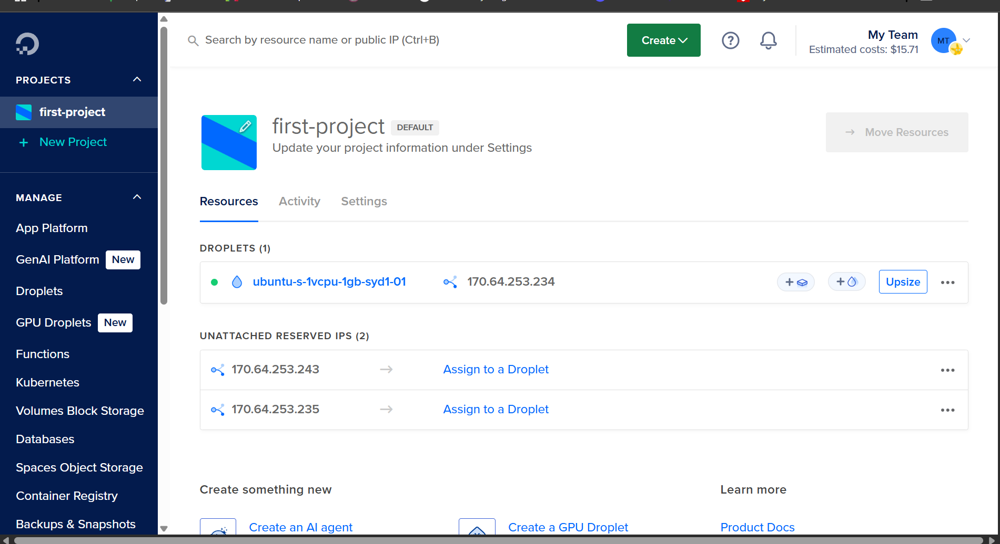 Search by resource name or public IP (Ctrl+B)
Create
My Team
Estimated costs: $15.71
MT
PROJECTS
first-project
New Project
MANAGE
App Platform
GenAI Platform New
Droplets
GPU Droplets New
Functions
Kubernetes
Volumes Block Storage
Databases
Spaces Object Storage
Container Registry
Backups & Snapshots
first-project DEFAULT
Update your project information under Settings
Move Resources
Resources Activity Settings
DROPLETS (1)
ubuntu-s-1vcpu-1gb-syd1-01 170.64.253.234 Upsize
UNATTACHED RESERVED IPS (2)
170.64.253.243 Assign to a Droplet
170.64.253.235 Assign to a Droplet
Create something new
Learn more
Create an AI agent
Create a GPU Droplet
Product Docs